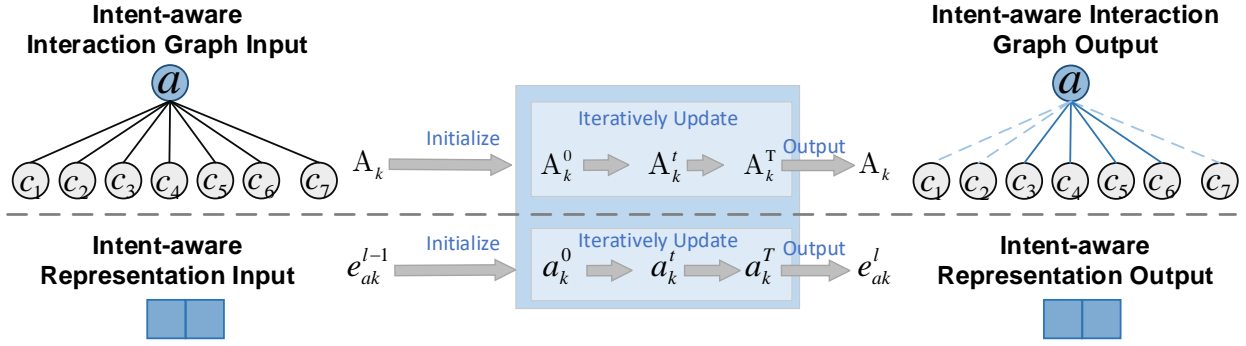 Intent-aware
Interaction Graph Input
a
c₁ c₂ c₃ c₄ c₅ c₆ c₇
Iteratively Update
Initialize
Output
Aₖ Aₖ⁰ Aₖᵗ Aₖᵀ Aₖ
Intent-aware Interaction
Graph Output
a
c₁ c₂ c₃ c₄ c₅ c₆ c₇
Intent-aware
Representation Input
Iteratively Update
Initialize
Output
eₐₖˡ⁻¹ aₖ⁰ aₖᵗ aₖᵀ eₐₖˡ
Intent-aware
Representation Output